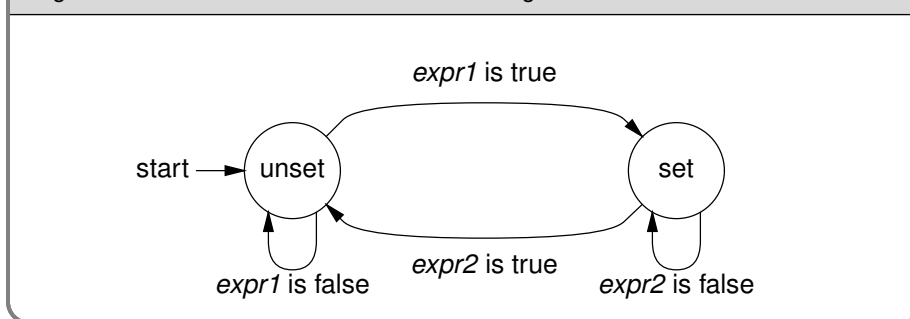 expr1 is true
start
unset
set
expr2 is true
expr1 is false
expr2 is false